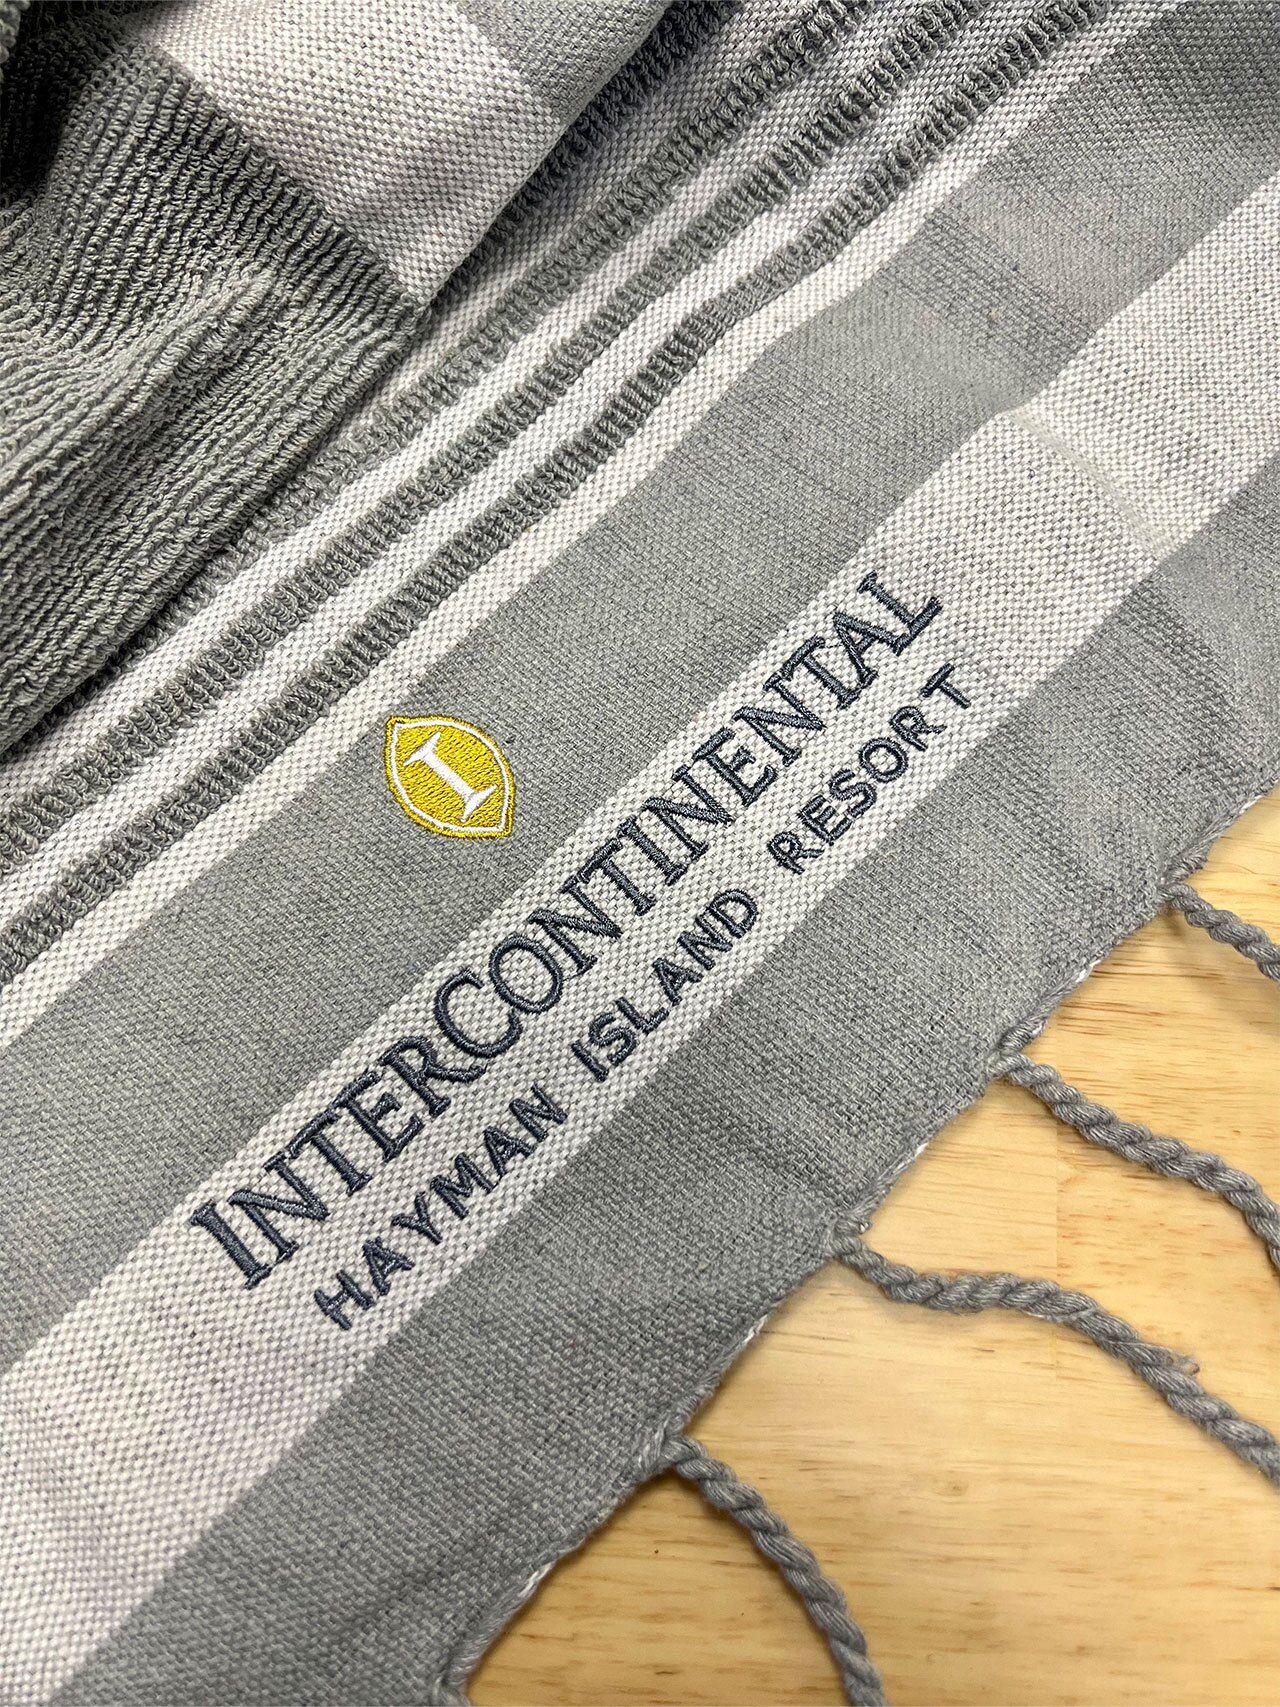 I
INTERCONTINENTAL
HAYMAN ISLAND RESORT